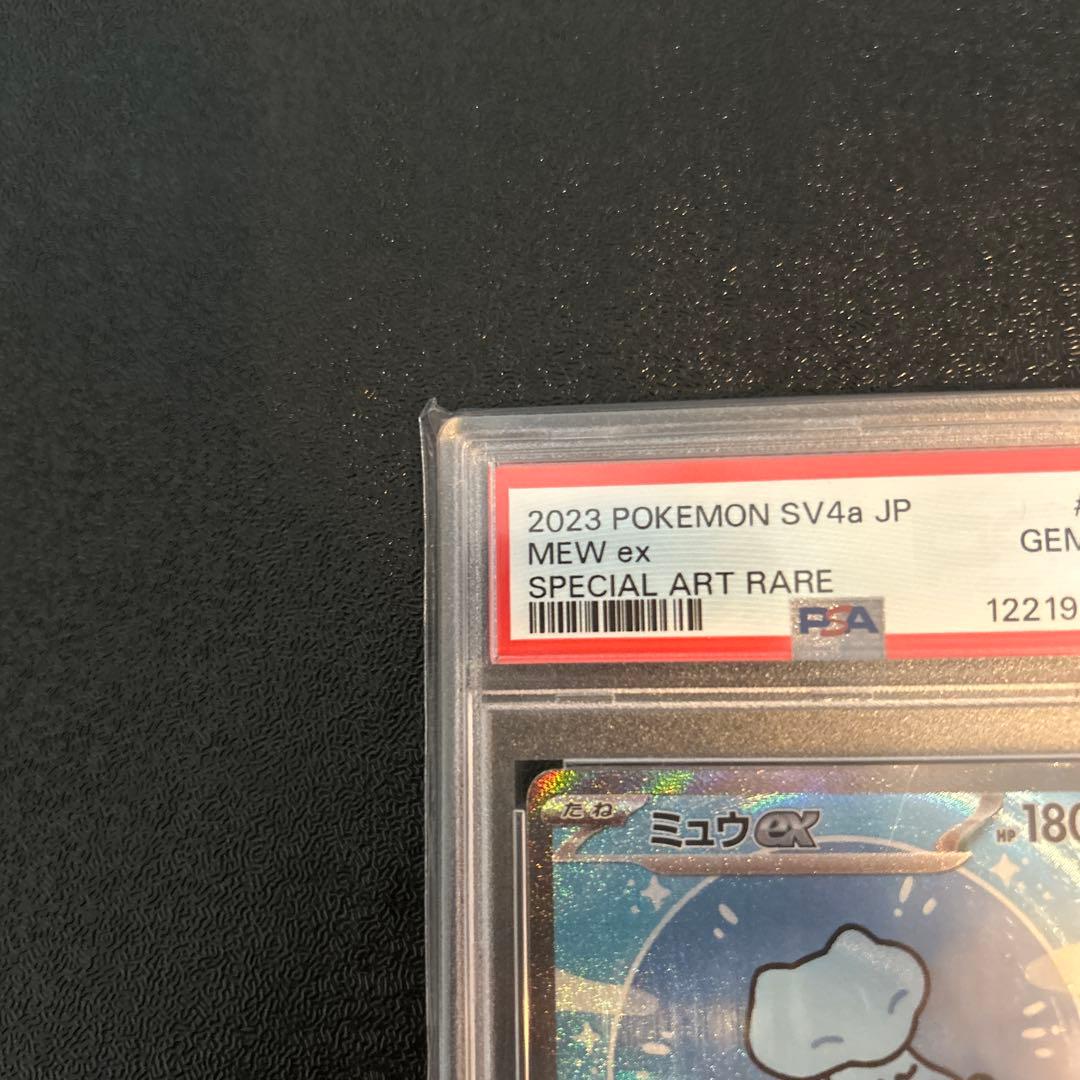 2023 POKEMON SV4a JP
MEW ex
GEM
SPECIAL ART RARE
12219
PSA
たね ミュウex HP 180